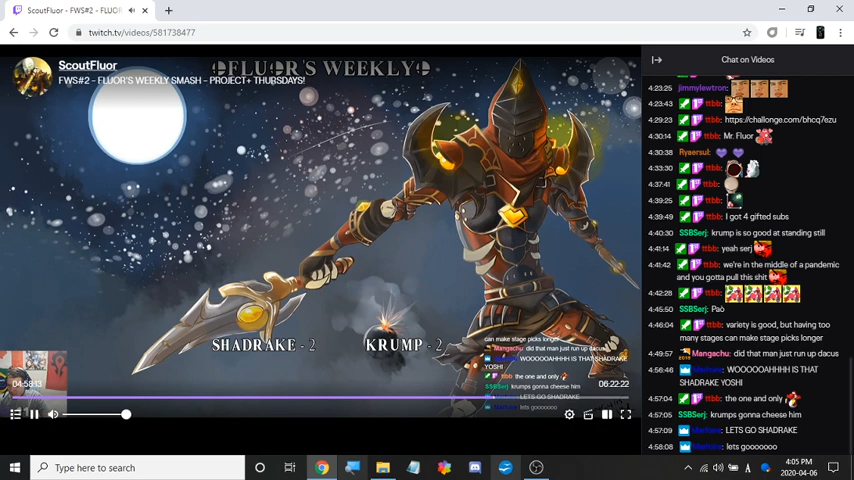 ScoutFluor - FWS#2 - FLUOR
twitch.tv/videos/581738477
ScoutFluor
FWS#2 - FLUOR'S WEEKLY SMASH - PROJECT+ THURSDAYS!
FLUOR'S WEEKLY
SHADRAKE - 2
KRUMP - 2
can make stage picks longer
Mangachu: did that man just run up dacus
WOOOOOAHHHH IS THAT SHADRAKE
YOSHI
ttbb: the one and only
SSBSerj: krumps gonna cheese him
LETS GO SHADRAKE
lets gooooooo
04:58:13
06:22:22
Chat on Videos
4:23:25 jimmylewtron:
4:23:43 ttbb:
4:29:23 ttbb: https://challonge.com/bhcq7ezu
4:30:14 ttbb: Mr. Fluor
4:30:38
Ryaersul:
4:33:30 ttbb:
4:37:41 ttbb:
4:39:25 ttbb:
4:39:49 ttbb: I got 4 gifted subs
4:40:30 SSBSerj: krump is so good at standing still
4:41:14 ttbb: yeah serj
4:41:42 ttbb: we're in the middle of a pandemic
and you gotta pull this shit
4:42:28 ttbb:
4:45:50 SSBSerj: Paò
4:46:04 ttbb: variety is good, but having too
many stages can make stage picks longer
4:49:57 Mangachu: did that man just run up dacus
4:56:46 WOOOOOAHHHH IS THAT
SHADRAKE YOSHI
4:57:04 ttbb: the one and only
4:57:05 SSBSerj: krumps gonna cheese him
4:57:09 LETS GO SHADRAKE
4:58:08 lets gooooooo
Type here to search
4:05 PM
2020-04-06